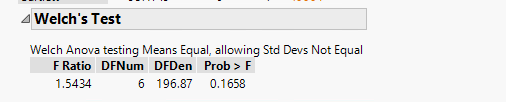 Welch's Test
Welch Anova testing Means Equal, allowing Std Devs Not Equal
F Ratio DFNum DFDen Prob > F
1.5434 6 196.87 0.1658